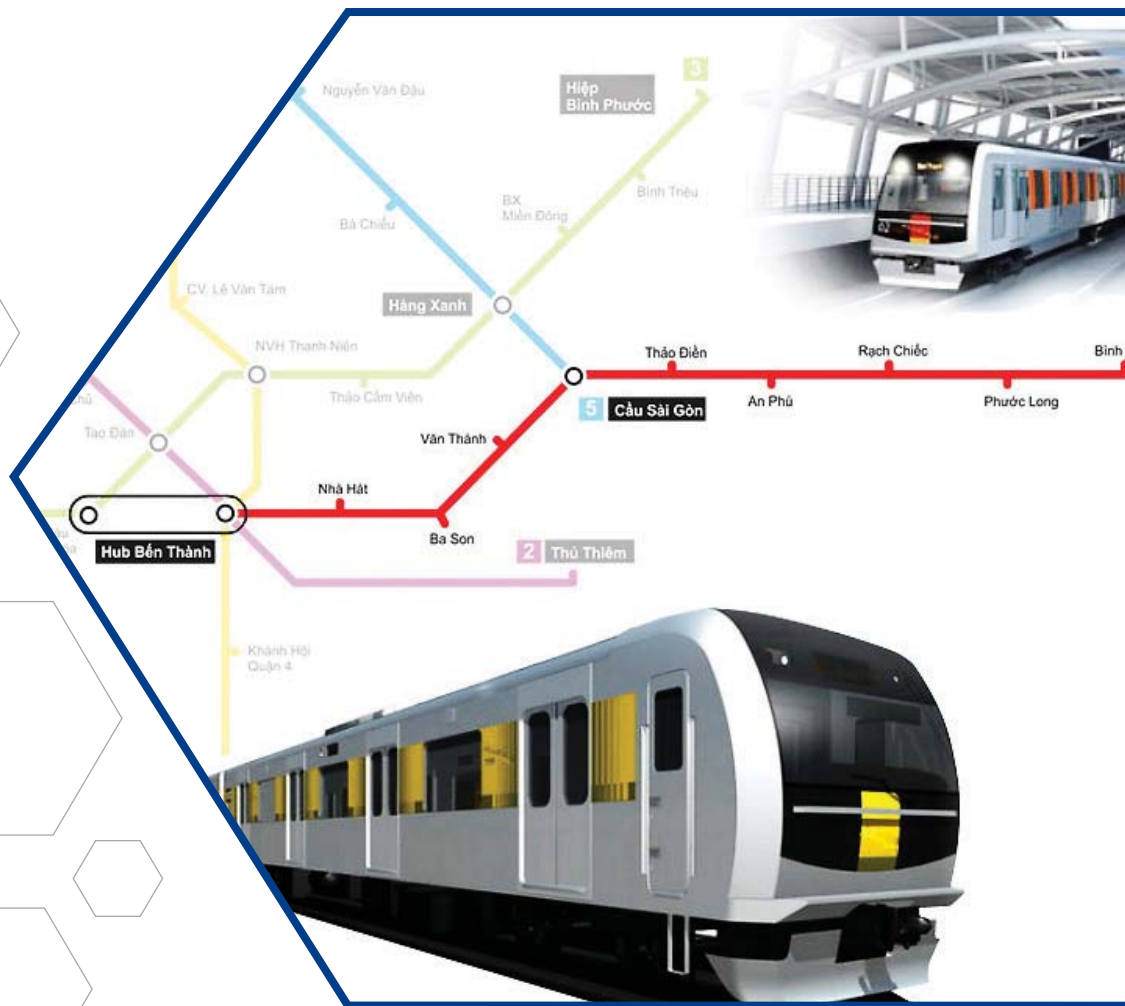 3
Hiệp
Bình Phước
Nguyễn Văn Đậu
Bình Triệu
BX.
Miền Đông
Bà Chiểu
CV. Lê Văn Tám
Hàng Xanh
NVH Thanh Niên
Thảo Điền
Rạch Chiếc
Bình
Thảo Cầm Viên
An Phú
Phước Long
5
Cầu Sài Gòn
Tao Đàn
Văn Thánh
Nhà Hát
Ba Son
Hub Bến Thành
2
Thủ Thiêm
Khánh Hội
Quận 4